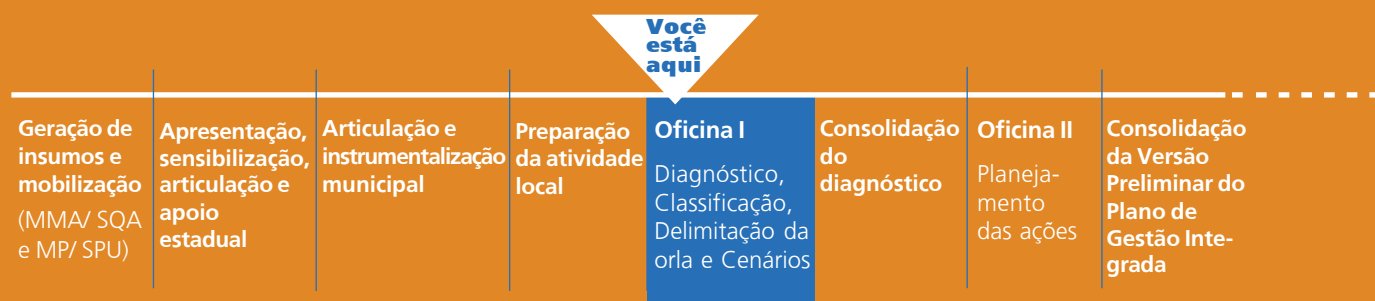 Você
está
aqui
Geração de
insumos e
mobilização
(MMA/ SQA
e MP/ SPU)
Apresentação,
sensibilização,
articulação e
apoio
estadual
Articulação e
instrumentalização
municipal
Preparação
da atividade
local
Oficina I
Diagnóstico,
Classificação,
Delimitação da
orla e Cenários
Consolidação
do
diagnóstico
Oficina II
Planeja-
mento
das ações
Consolidação
da Versão
Preliminar do
Plano de
Gestão Inte-
grada